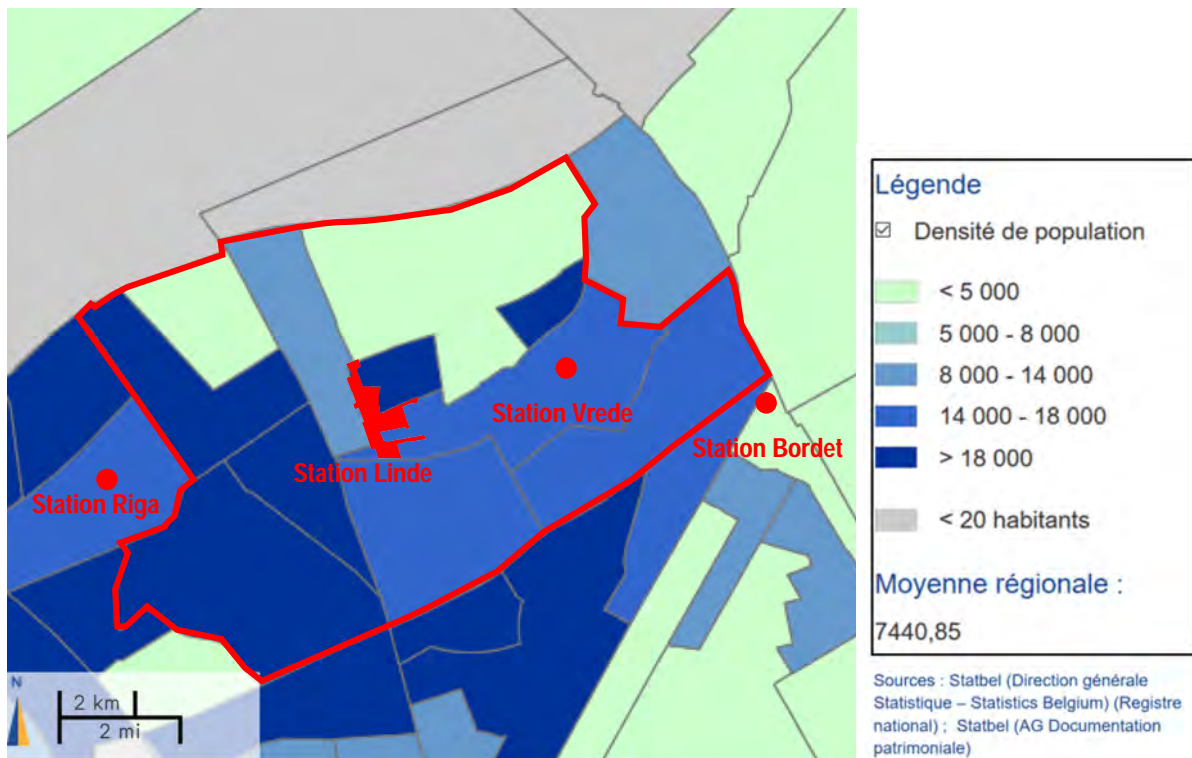 Station Vrede
Station Bordet
Station Linde
Station Riga
N
2 km
2 mi
Légende
Densité de population
< 5 000
5 000 - 8 000
8 000 - 14 000
14 000 - 18 000
> 18 000
< 20 habitants
Moyenne régionale :
7440,85
Sources : Statbel (Direction générale
Statistique – Statistics Belgium) (Registre
national) ; Statbel (AG Documentation
patrimoniale)